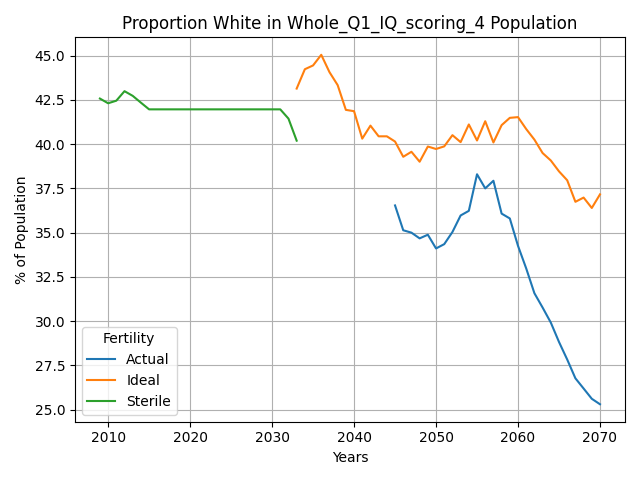 Proportion White in Whole_Q1_IQ_scoring_4 Population
45.0
42.5
40.0
37.5
35.0
32.5
30.0
27.5
25.0
% of Population
Fertility
Actual
Ideal
Sterile
2010 2020 2030 2040 2050 2060 2070
Years